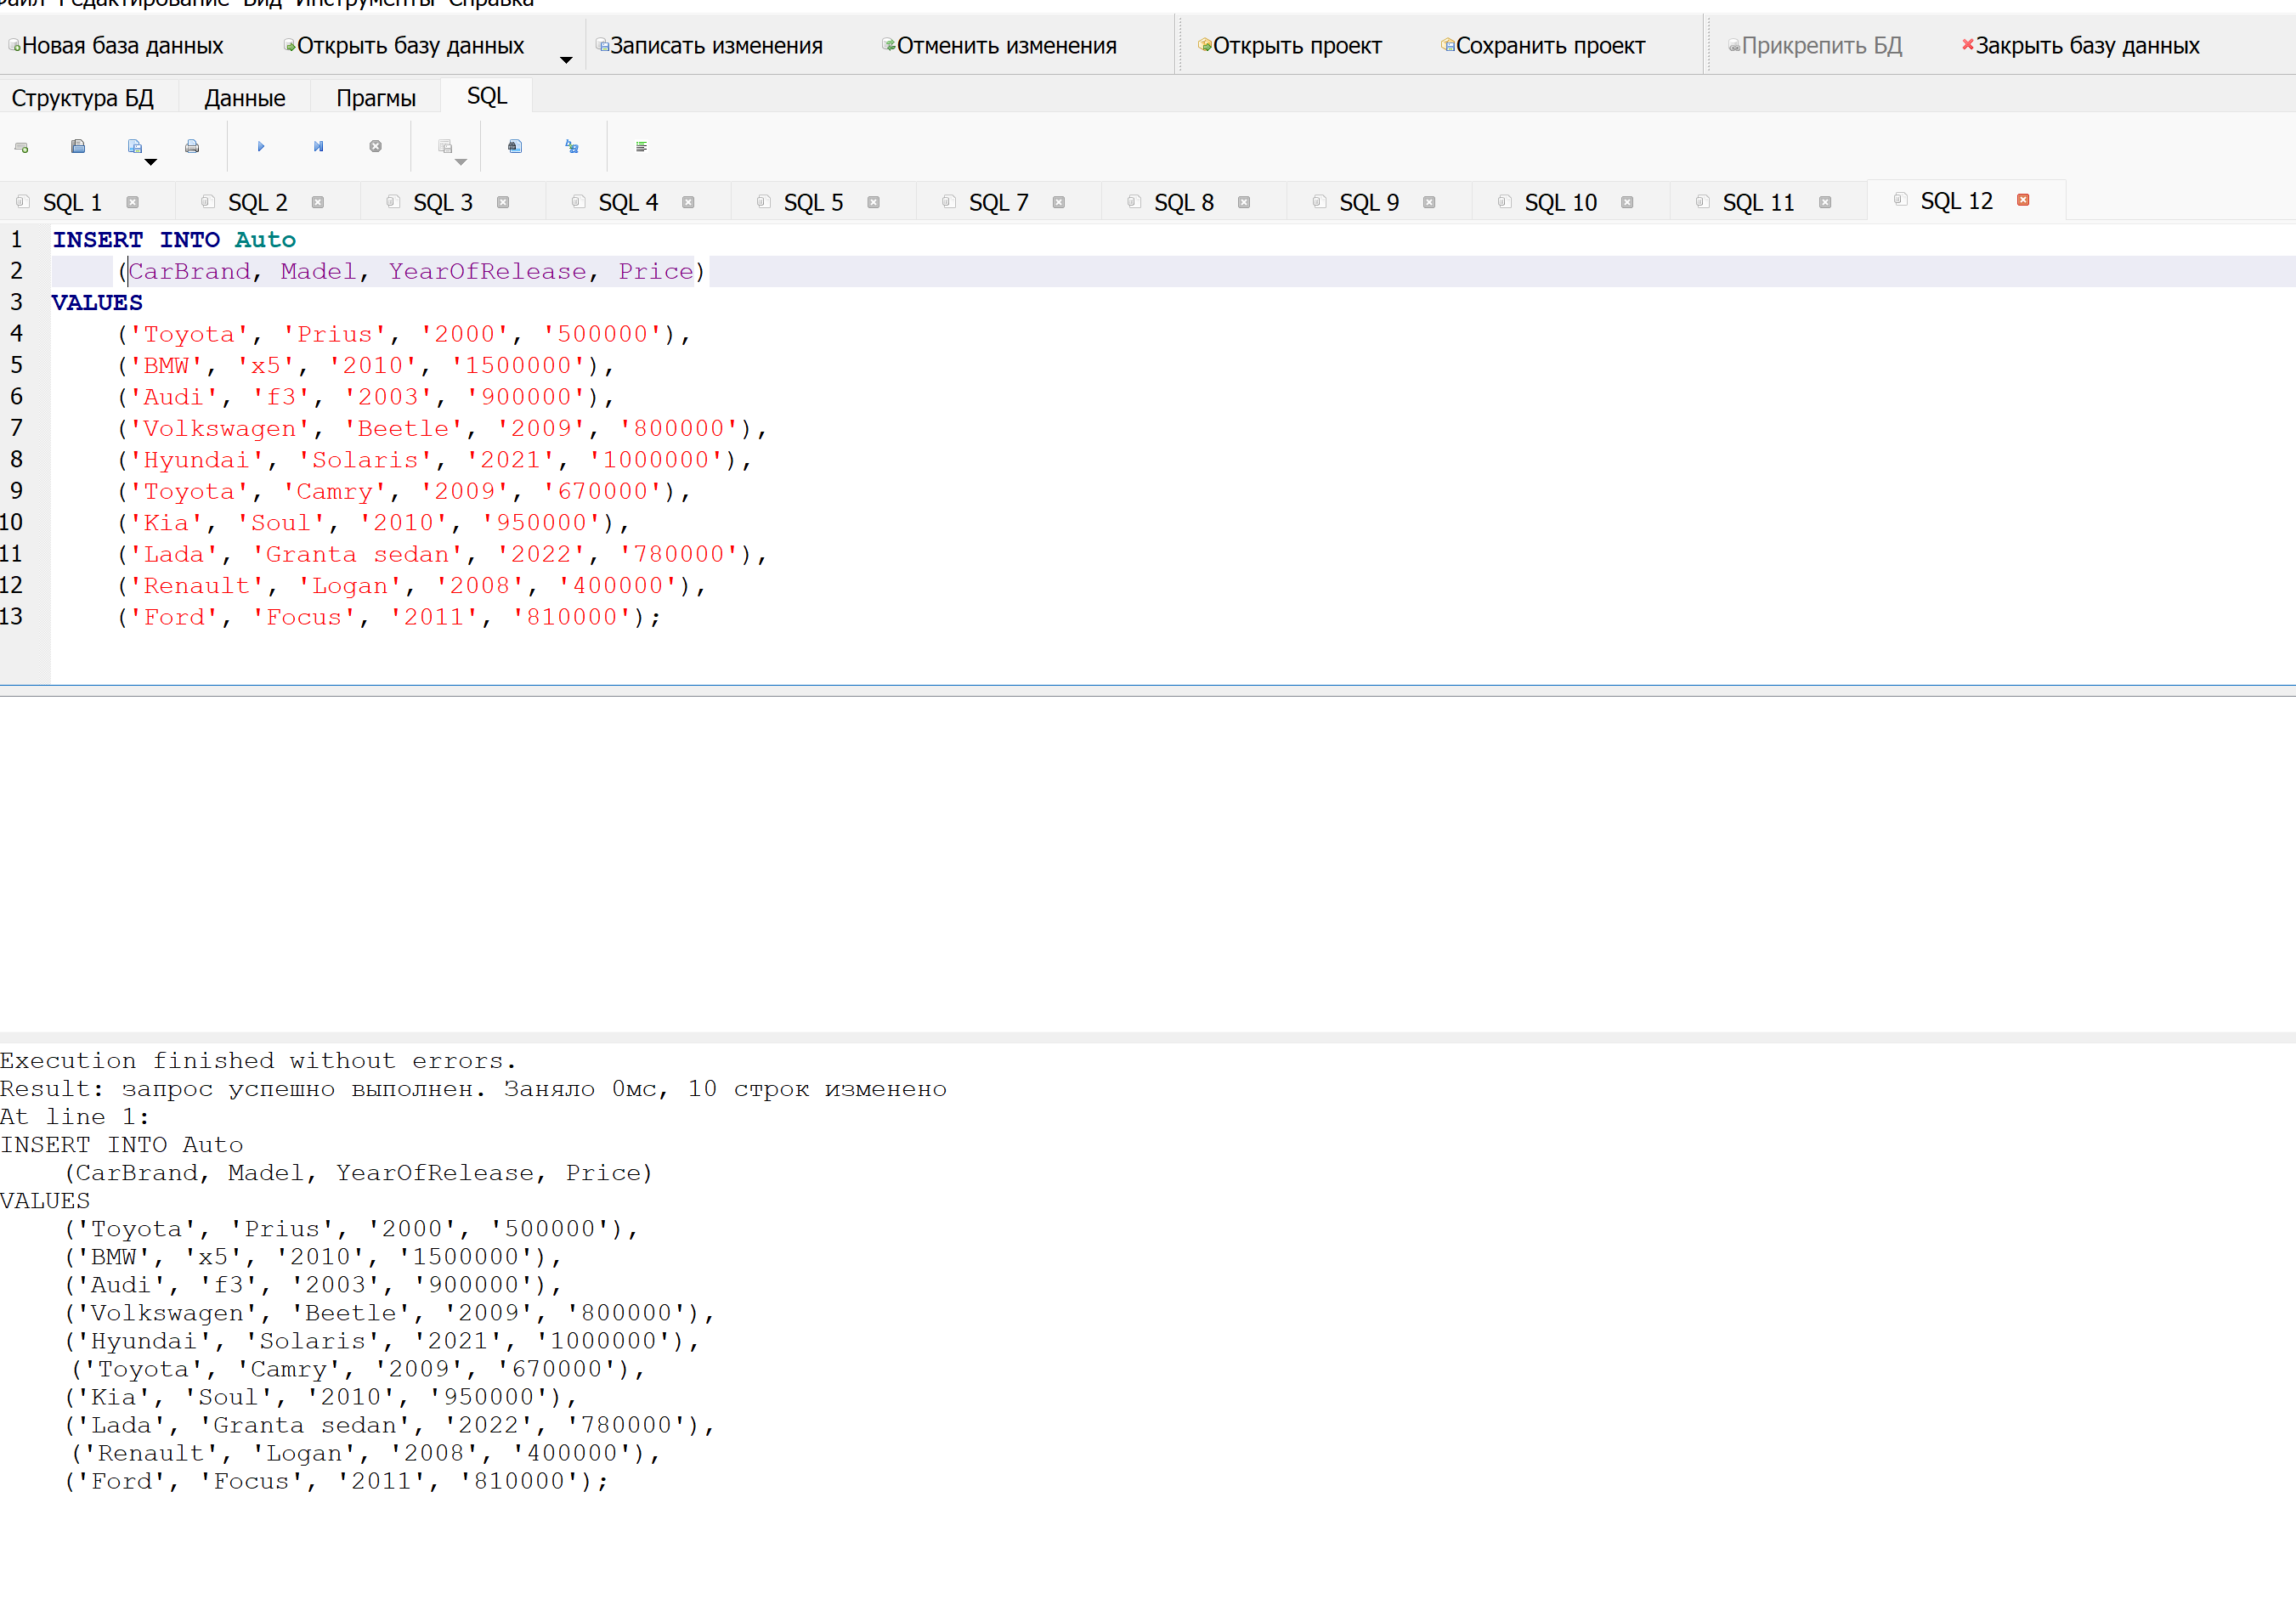 Файл Редактирование Вид Инструменты Справка
Новая база данных Открыть базу данных Записать изменения Отменить изменения Открыть проект Сохранить проект Прикрепить БД Закрыть базу данных
Структура БД Данные Прагмы SQL
SQL 1 SQL 2 SQL 3 SQL 4 SQL 5 SQL 7 SQL 8 SQL 9 SQL 10 SQL 11 SQL 12
1 INSERT INTO Auto
2 (CarBrand, Madel, YearOfRelease, Price)
3 VALUES
4 ('Toyota', 'Prius', '2000', '500000'),
5 ('BMW', 'x5', '2010', '1500000'),
6 ('Audi', 'f3', '2003', '900000'),
7 ('Volkswagen', 'Beetle', '2009', '800000'),
8 ('Hyundai', 'Solaris', '2021', '1000000'),
9 ('Toyota', 'Camry', '2009', '670000'),
10 ('Kia', 'Soul', '2010', '950000'),
11 ('Lada', 'Granta sedan', '2022', '780000'),
12 ('Renault', 'Logan', '2008', '400000'),
13 ('Ford', 'Focus', '2011', '810000');
Execution finished without errors.
Result: запрос успешно выполнен. Заняло 0мс, 10 строк изменено
At line 1:
INSERT INTO Auto
(CarBrand, Madel, YearOfRelease, Price)
VALUES
('Toyota', 'Prius', '2000', '500000'),
('BMW', 'x5', '2010', '1500000'),
('Audi', 'f3', '2003', '900000'),
('Volkswagen', 'Beetle', '2009', '800000'),
('Hyundai', 'Solaris', '2021', '1000000'),
('Toyota', 'Camry', '2009', '670000'),
('Kia', 'Soul', '2010', '950000'),
('Lada', 'Granta sedan', '2022', '780000'),
('Renault', 'Logan', '2008', '400000'),
('Ford', 'Focus', '2011', '810000');